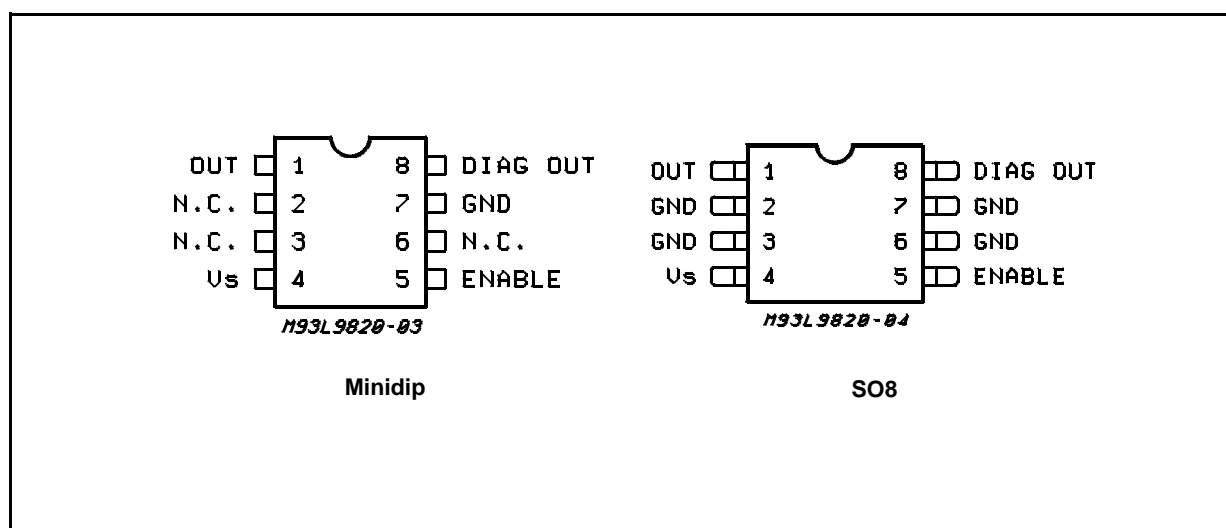 OUT 1 8 DIAG OUT
N.C. 2 7 GND
N.C. 3 6 N.C.
Vs 4 5 ENABLE
M93L9820-03
Minidip
OUT 1 8 DIAG OUT
GND 2 7 GND
GND 3 6 GND
Vs 4 5 ENABLE
M93L9820-04
SO8